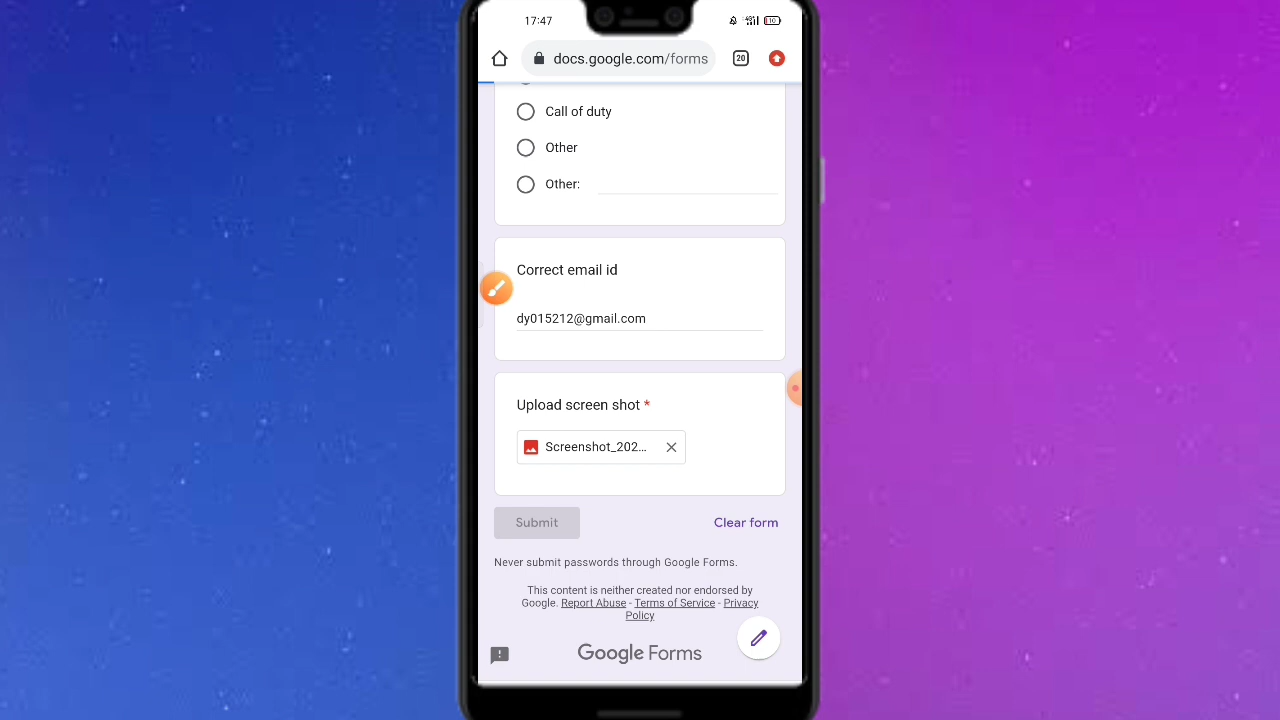 17:47
docs.google.com/forms
20
Call of duty
Other
Other:
Correct email id
dy015212@gmail.com
Upload screen shot *
Screenshot_202...
Submit
Clear form
Never submit passwords through Google Forms.
This content is neither created nor endorsed by
Google. Report Abuse - Terms of Service - Privacy
Policy
Google Forms